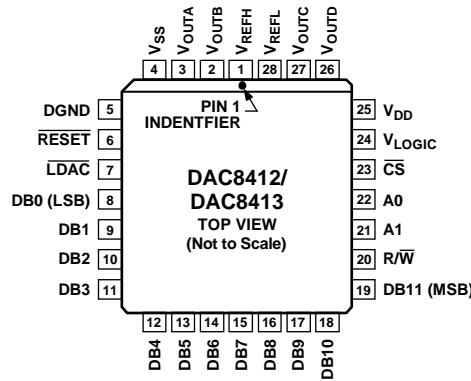 VSS
VOUTA
VOUTB
VREFH
VREFL
VOUTC
VOUTD
4
3
2
1
28
27
26
PIN 1
INDENTFIER
DGND 5
RESET 6
LDAC 7
DB0 (LSB) 8
DB1 9
DB2 10
DB3 11
DAC8412/
DAC8413
TOP VIEW
(Not to Scale)
25 VDD
24 VLOGIC
23 CS
22 A0
21 A1
20 R/W
19 DB11 (MSB)
12
13
14
15
16
17
18
DB4
DB5
DB6
DB7
DB8
DB9
DB10